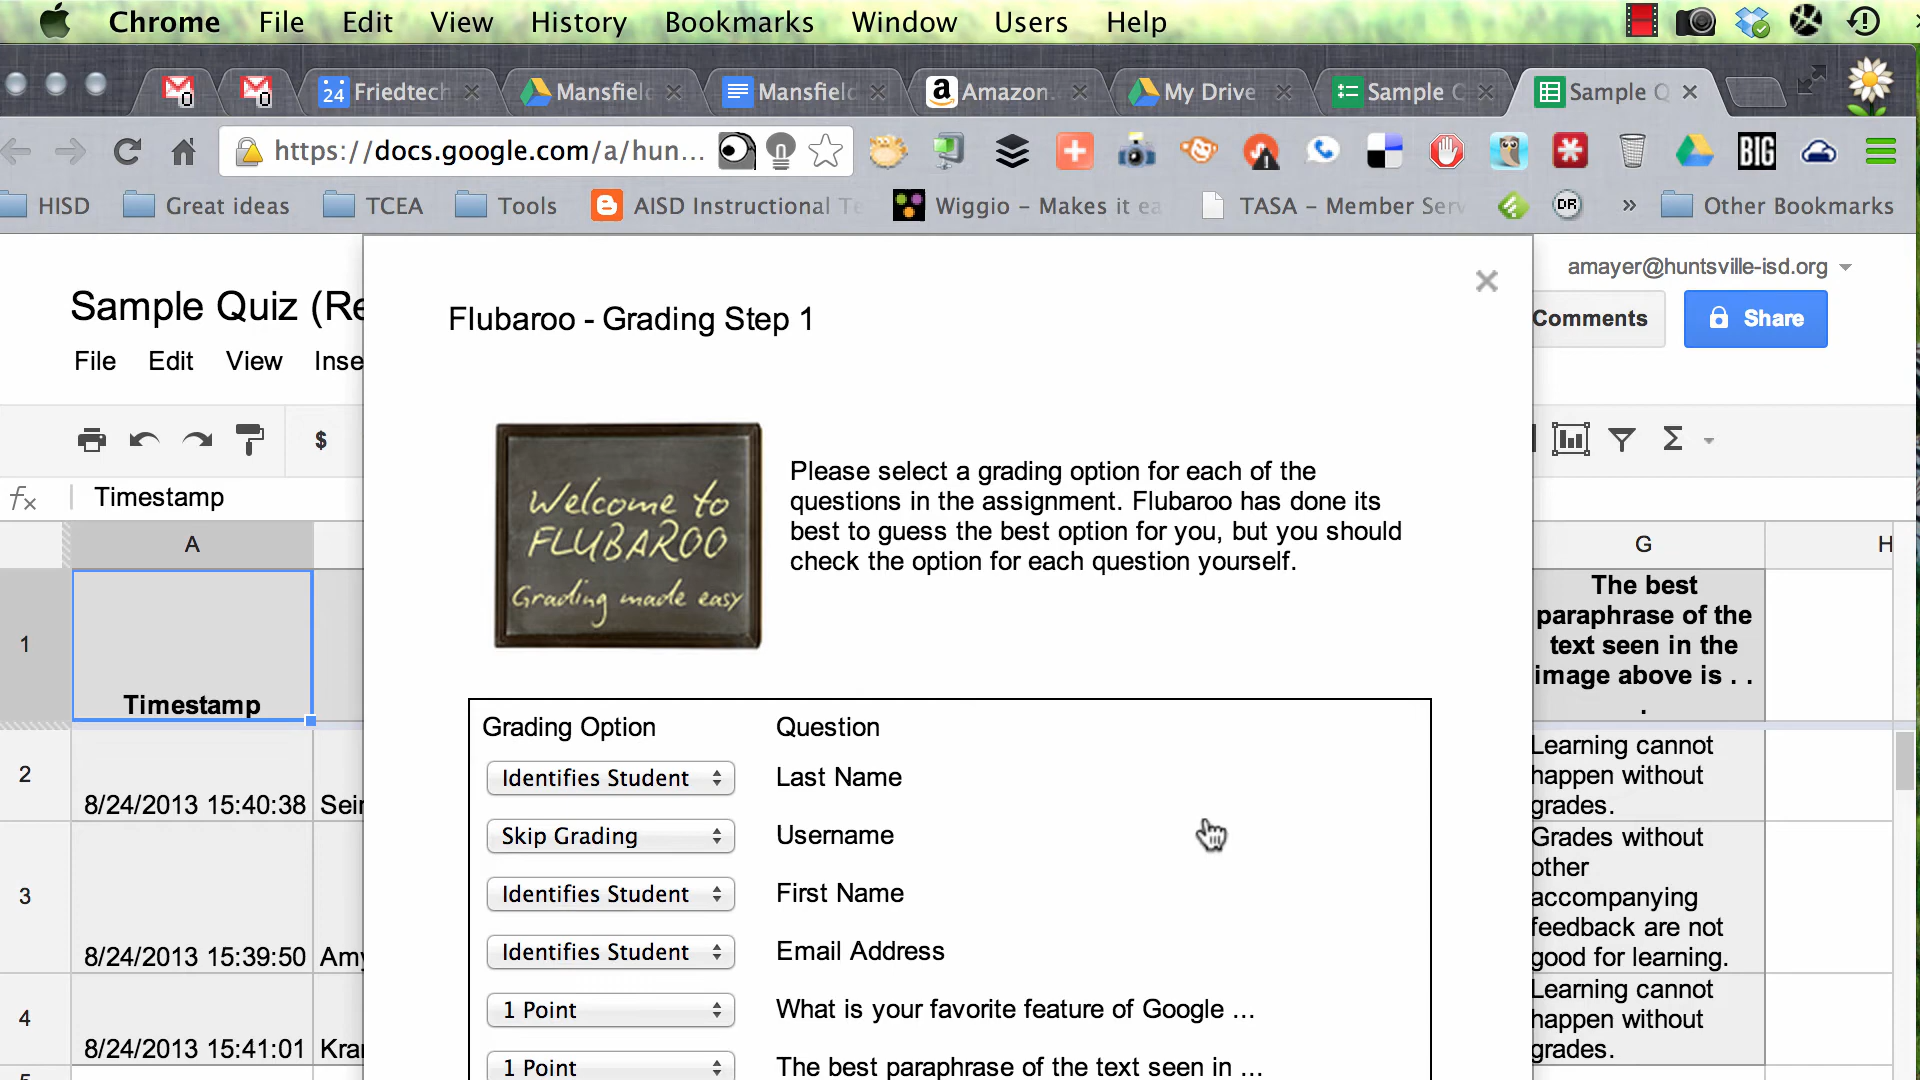 Chrome File Edit View History Bookmarks Window Users Help
0 0 24 Friedtech Mansfield Mansfield Amazon. My Drive Sample Q Sample Q
https://docs.google.com/a/hun... BIG
HISD Great ideas TCEA Tools AISD Instructional Wiggio – Makes it ea TASA – Member Serv DR » Other Bookmarks
amayer@huntsville-isd.org
Sample Quiz (Re
Comments Share
File Edit View Inse
$ Σ
fx Timestamp
A G H
Flubaroo - Grading Step 1
Welcome to
FLUBAROO
Grading made easy
Please select a grading option for each of the
questions in the assignment. Flubaroo has done its
best to guess the best option for you, but you should
check the option for each question yourself.
Grading Option Question
Identifies Student Last Name
Skip Grading Username
Identifies Student First Name
Identifies Student Email Address
1 Point What is your favorite feature of Google ...
1 Point The best paraphrase of the text seen in ...
1 Timestamp
The best
paraphrase of the
text seen in the
image above is . .
.
2 8/24/2013 15:40:38
Learning cannot
happen without
grades.
3 8/24/2013 15:39:50 Amy
Grades without
other
accompanying
feedback are not
good for learning.
4 8/24/2013 15:41:01
Learning cannot
happen without
grades.